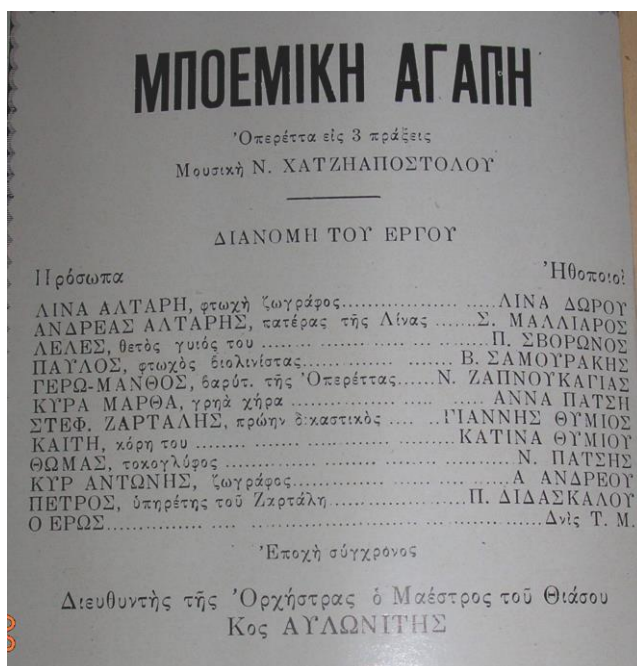 ΜΠΟΕΜΙΚΗ ΑΓΑΠΗ
Ὀπερέττα εἰς 3 πράξεις
Μουσικὴ Ν. ΧΑΤΖΗΑΠΟΣΤΟΛΟΥ
ΔΙΑΝΟΜΗ ΤΟΥ ΕΡΓΟΥ
Πρόσωπα Ἠθοποιοὶ
ΛΙΝΑ ΑΛΤΑΡΗ, φτωχὴ ζωγράφος.................. .....ΛΙΝΑ ΔΩΡΟΥ
ΑΝΔΡΕΑΣ ΑΛΤΑΡΗΣ, πατέρας τῆς Λίνας .......Σ. ΜΑΛΛΙΑΡΟΣ
ΛΕΛΕΣ, θετὸς γυιός του ........ ......... ......... .......... Π. ΣΒΟΡΩΝΟΣ
ΠΑΥΛΟΣ, φτωχὸς βιολινίστας....................... Β. ΣΑΜΟΥΡΑΚΗΣ
ΓΕΡΩ-ΜΑΝΘΟΣ, βαρύτ. τῆς Ὀπερέττας.....Ν. ΖΑΠΝΟΥΚΑΓΙΑΣ
ΚΥΡΑ ΜΑΡΘΑ, γρηὰ χήρα ..................... ..... .......... ΑΝΝΑ ΠΑΤΣΗ
ΣΤΕΦ. ΖΑΡΤΑΛΗΣ, πρώην δικαστικὸς .... .....ΓΙΑΝΝΗΣ ΘΥΜΙΟΣ
ΚΑΙΤΗ, κόρη του ........ ......... ......... ................ΚΑΤΙΝΑ ΘΥΜΙΟΥ
ΘΩΜΑΣ, τοκογλύφος .................................... Ν. ΠΑΤΣΗΣ
ΚΥΡ ΑΝΤΩΝΗΣ, ζωγράφος.............................Α ΑΝΔΡΕΟΥ
ΠΕΤΡΟΣ, ὑπηρέτης τοῦ Ζαρτάλη....................Π. ΔΙΔΑΣΚΑΛΟΥ
Ο ΕΡΩΣ............... ..... ......... ......... ................... Δνὶς Τ. Μ.
Ἐποχὴ σύγχρονος
Διευθυντὴς τῆς Ὀρχήστρας ὁ Μαέστρος τοῦ Θιάσου
Κος ΑΥΛΩΝΙΤΗΣ